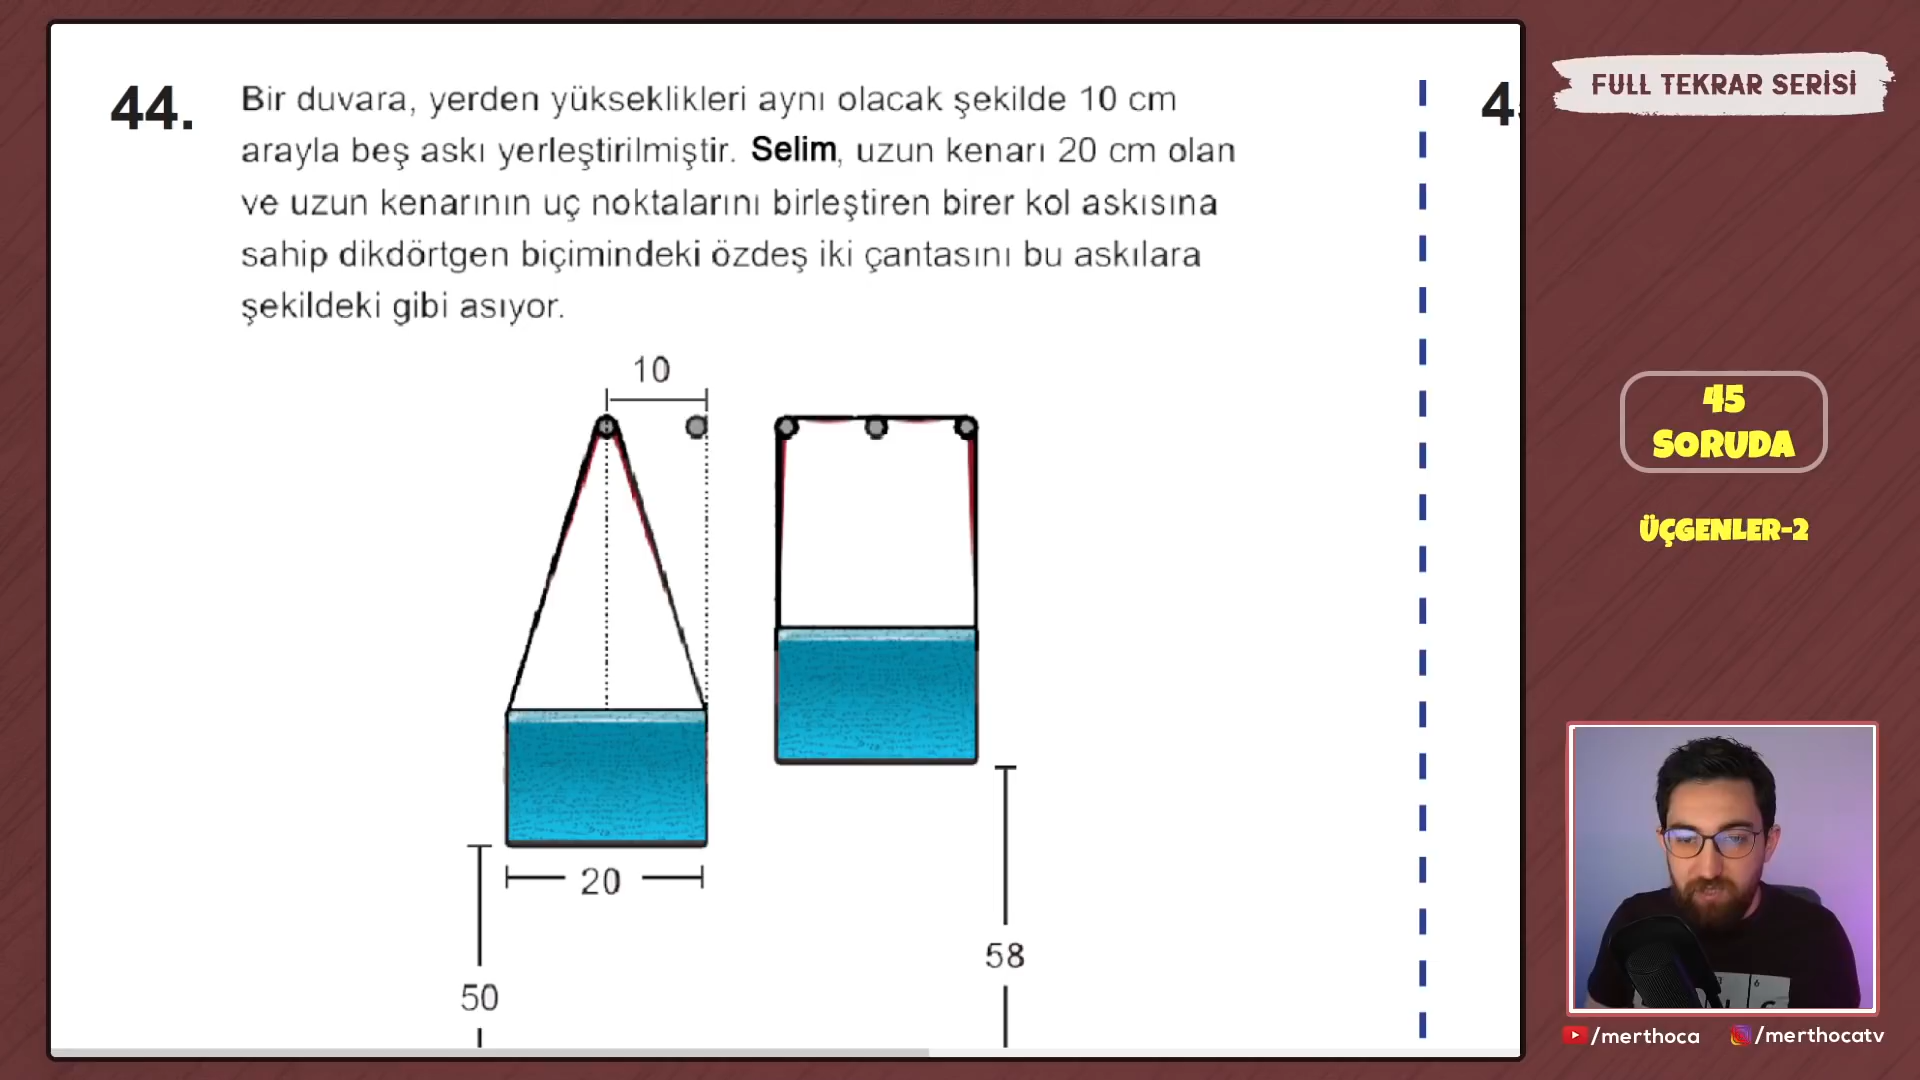 44.
Bir duvara, yerden yükseklikleri aynı olacak şekilde 10 cm
arayla beş askı yerleştirilmiştir. Selim, uzun kenarı 20 cm olan
ve uzun kenarının uç noktalarını birleştiren birer kol askısına
sahip dikdörtgen biçimindeki özdeş iki çantasını bu askılara
şekildeki gibi asıyor.
10
20
50
58
4
FULL TEKRAR SERİSİ
45
SORUDA
ÜÇGENLER-2
/merthoca
/merthocatv